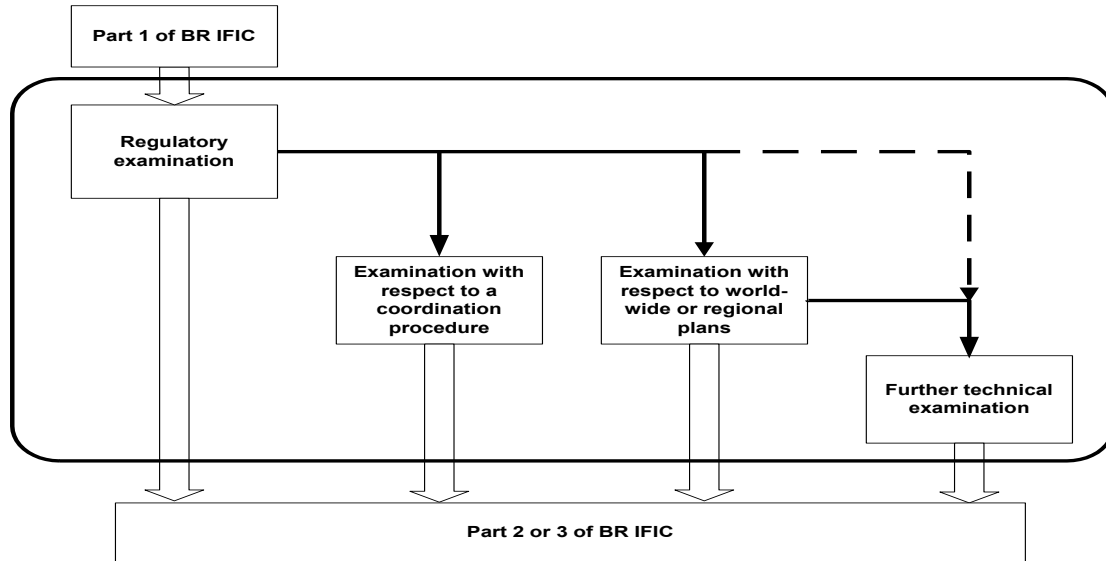 Part 1 of BR IFIC
Regulatory
examination
Examination with
respect to a
coordination
procedure
Examination with
respect to world-
wide or regional
plans
Further technical
examination
Part 2 or 3 of BR IFIC